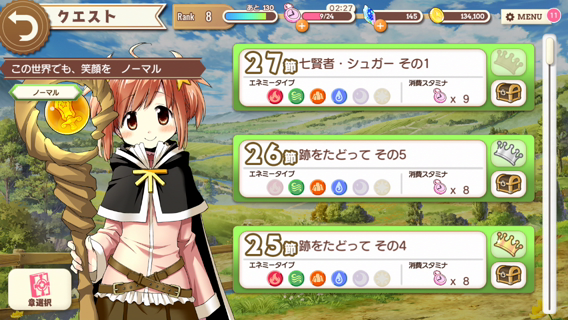 クエスト
Rank 8
あと 130
9/24
02:27
145
134,100
MENU
11
この世界でも、笑顔を ノーマル
ノーマル
27節 七賢者・シュガー その1
エネミータイプ
消費スタミナ
x 9
26節 跡をたどって その5
エネミータイプ
消費スタミナ
x 8
25節 跡をたどって その4
エネミータイプ
消費スタミナ
x 8
章選択